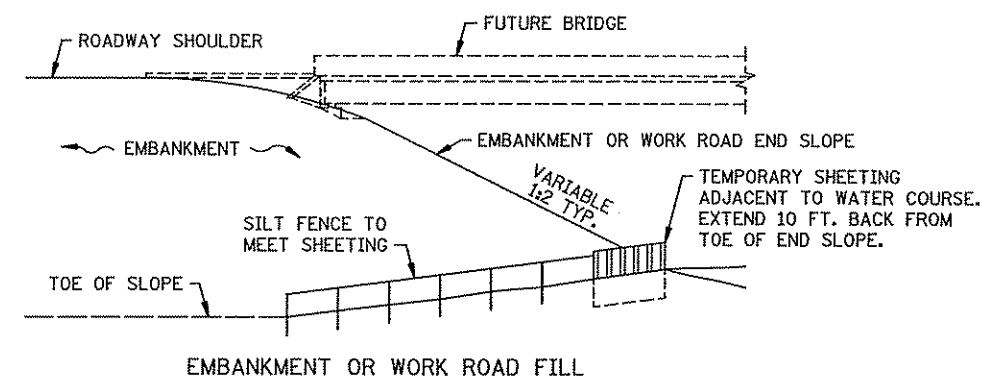 FUTURE BRIDGE
ROADWAY SHOULDER
EMBANKMENT
EMBANKMENT OR WORK ROAD END SLOPE
VARIABLE
1:2 TYP.
TEMPORARY SHEETING
ADJACENT TO WATER COURSE.
EXTEND 10 FT. BACK FROM
TOE OF END SLOPE.
SILT FENCE TO
MEET SHEETING
TOE OF SLOPE
EMBANKMENT OR WORK ROAD FILL